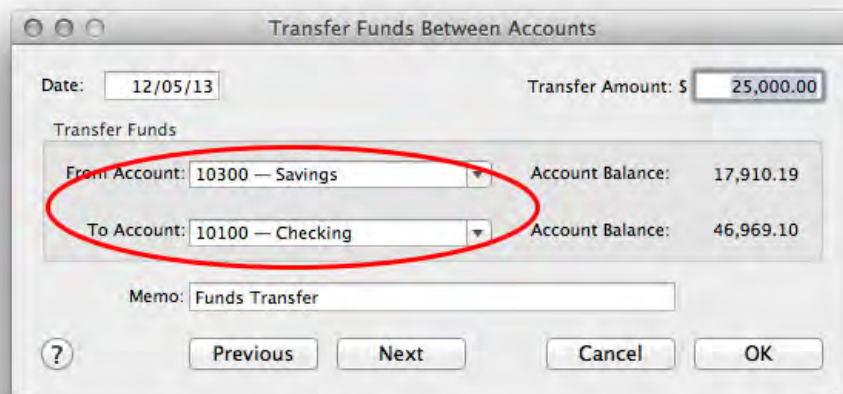 Transfer Funds Between Accounts
Date: 12/05/13 Transfer Amount: $ 25,000.00
Transfer Funds
From Account: 10300 — Savings Account Balance: 17,910.19
To Account: 10100 — Checking Account Balance: 46,969.10
Memo: Funds Transfer
? Previous Next Cancel OK